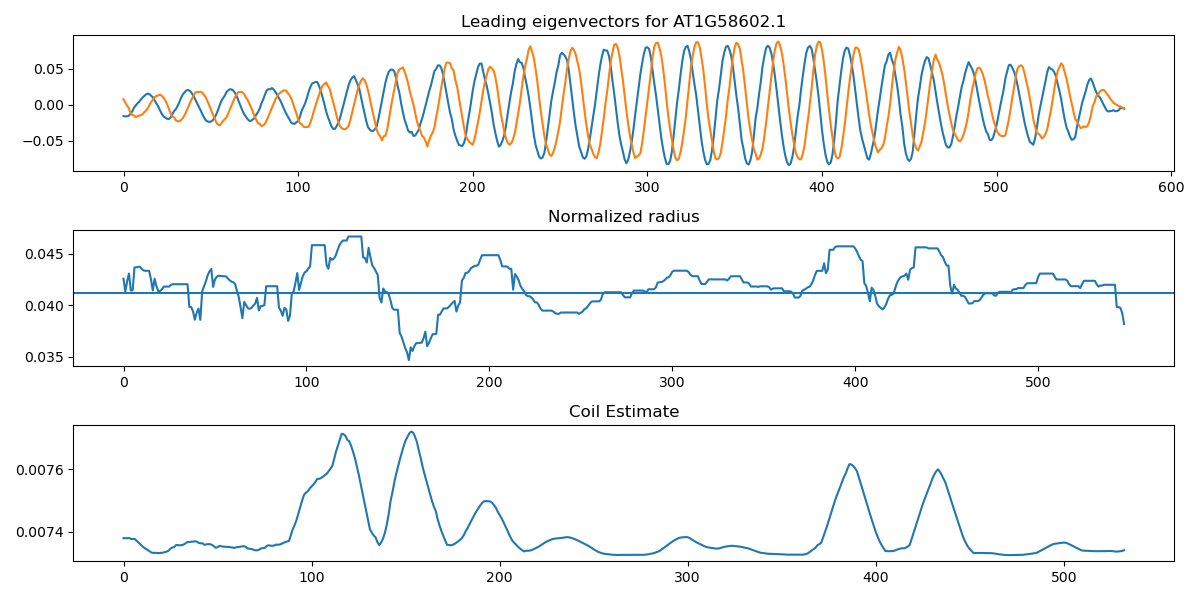 Leading eigenvectors for AT1G58602.1
0.05
0.00
−0.05
0 100 200 300 400 500 600
Normalized radius
0.045
0.040
0.035
0 100 200 300 400 500
Coil Estimate
0.0076
0.0074
0 100 200 300 400 500